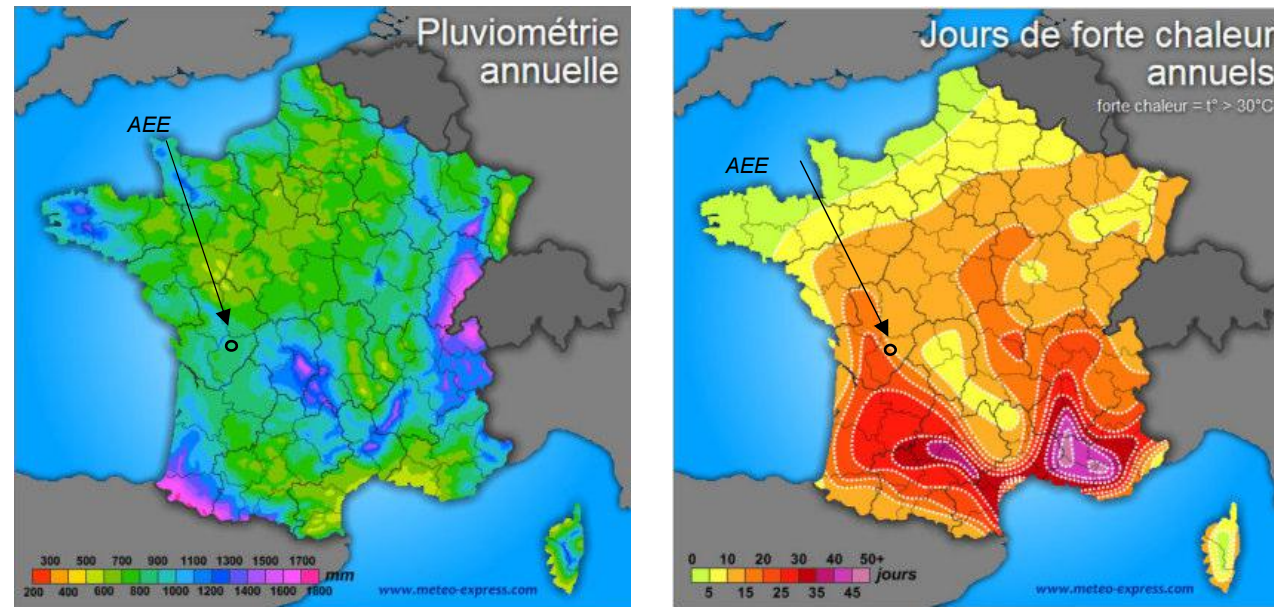 Pluviométrie
annuelle
AEE
300 500 700 900 1100 1300 1500 1700
mm
200 400 600 800 1000 1200 1400 1600 1800
www.meteo-express.com
Jours de forte chaleur
annuels
forte chaleur = t° > 30°C
AEE
0 10 20 30 40 50+
jours
5 15 25 35 45
www.meteo-express.com